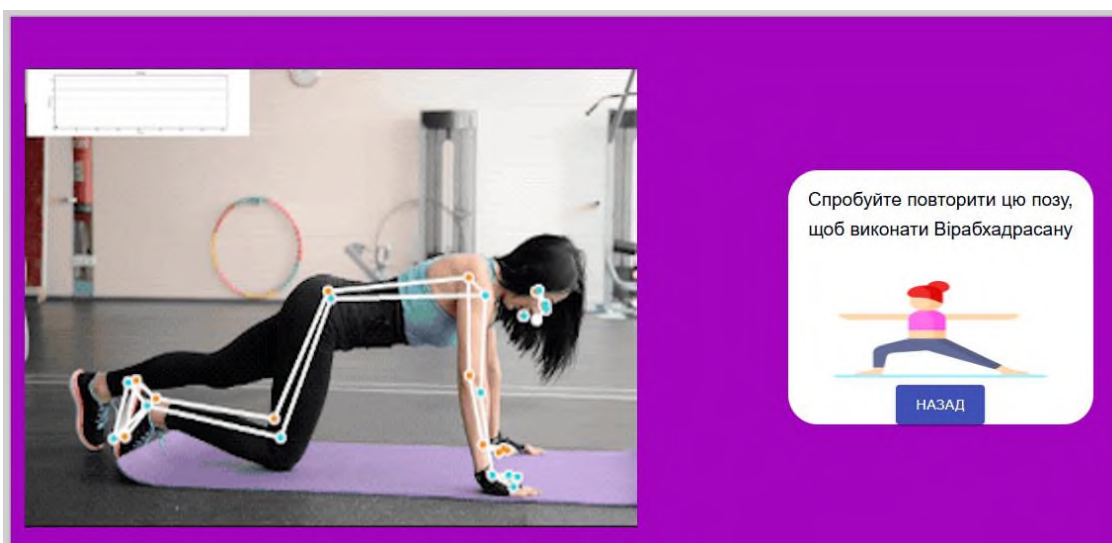 Спробуйте повторити цю позу,
щоб виконати Вірабхадрасану
НАЗАД